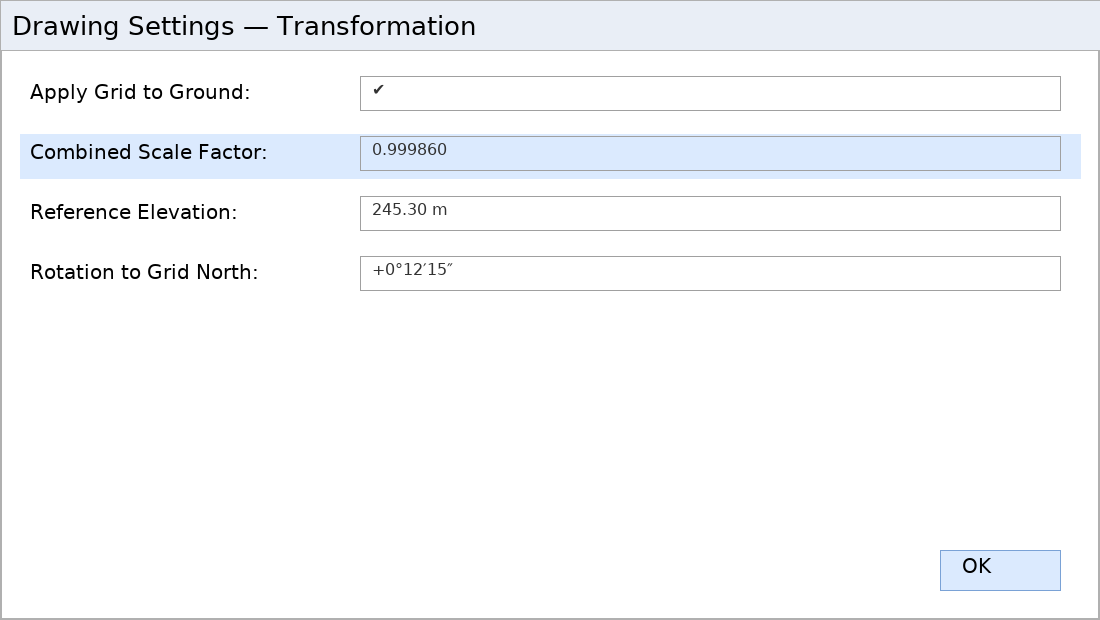 Drawing Settings — Transformation
Apply Grid to Ground: ✔
Combined Scale Factor: 0.999860
Reference Elevation: 245.30 m
Rotation to Grid North: +0°12′15″
OK